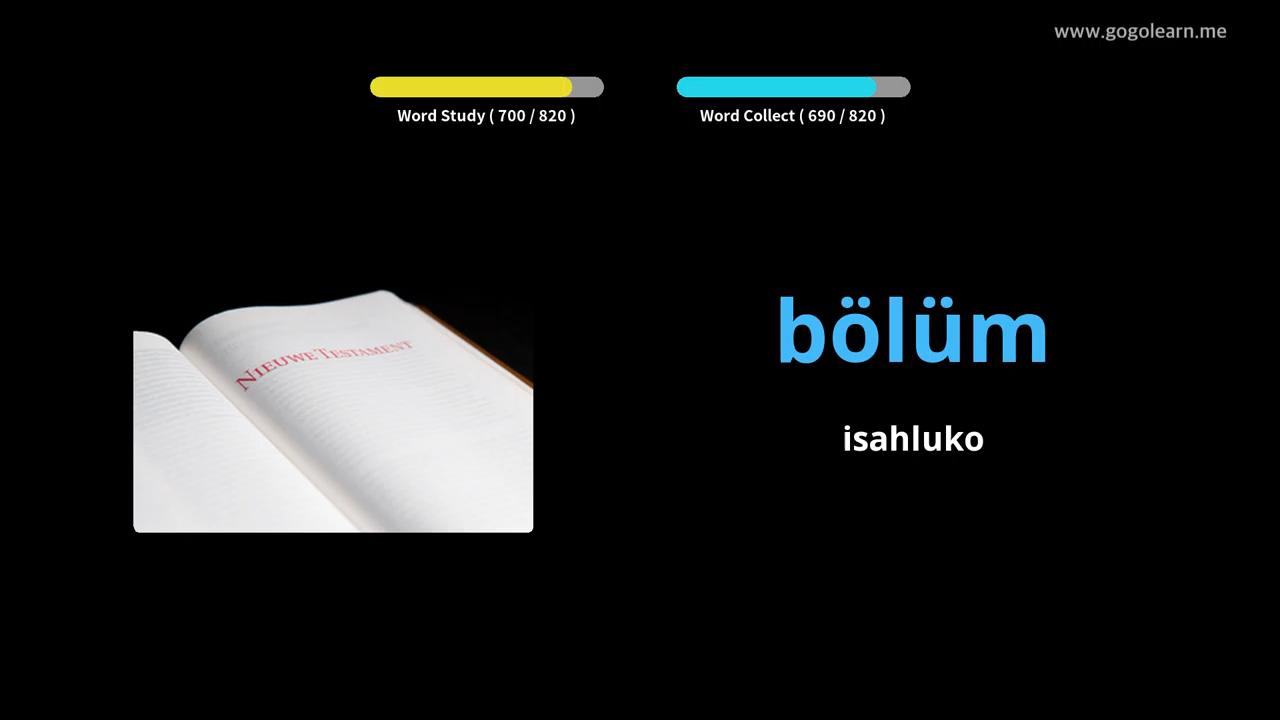 www.gogolearn.me
Word Study ( 700 / 820 )
Word Collect ( 690 / 820 )
NIEUWE TESTAMENT
bölüm
isahluko